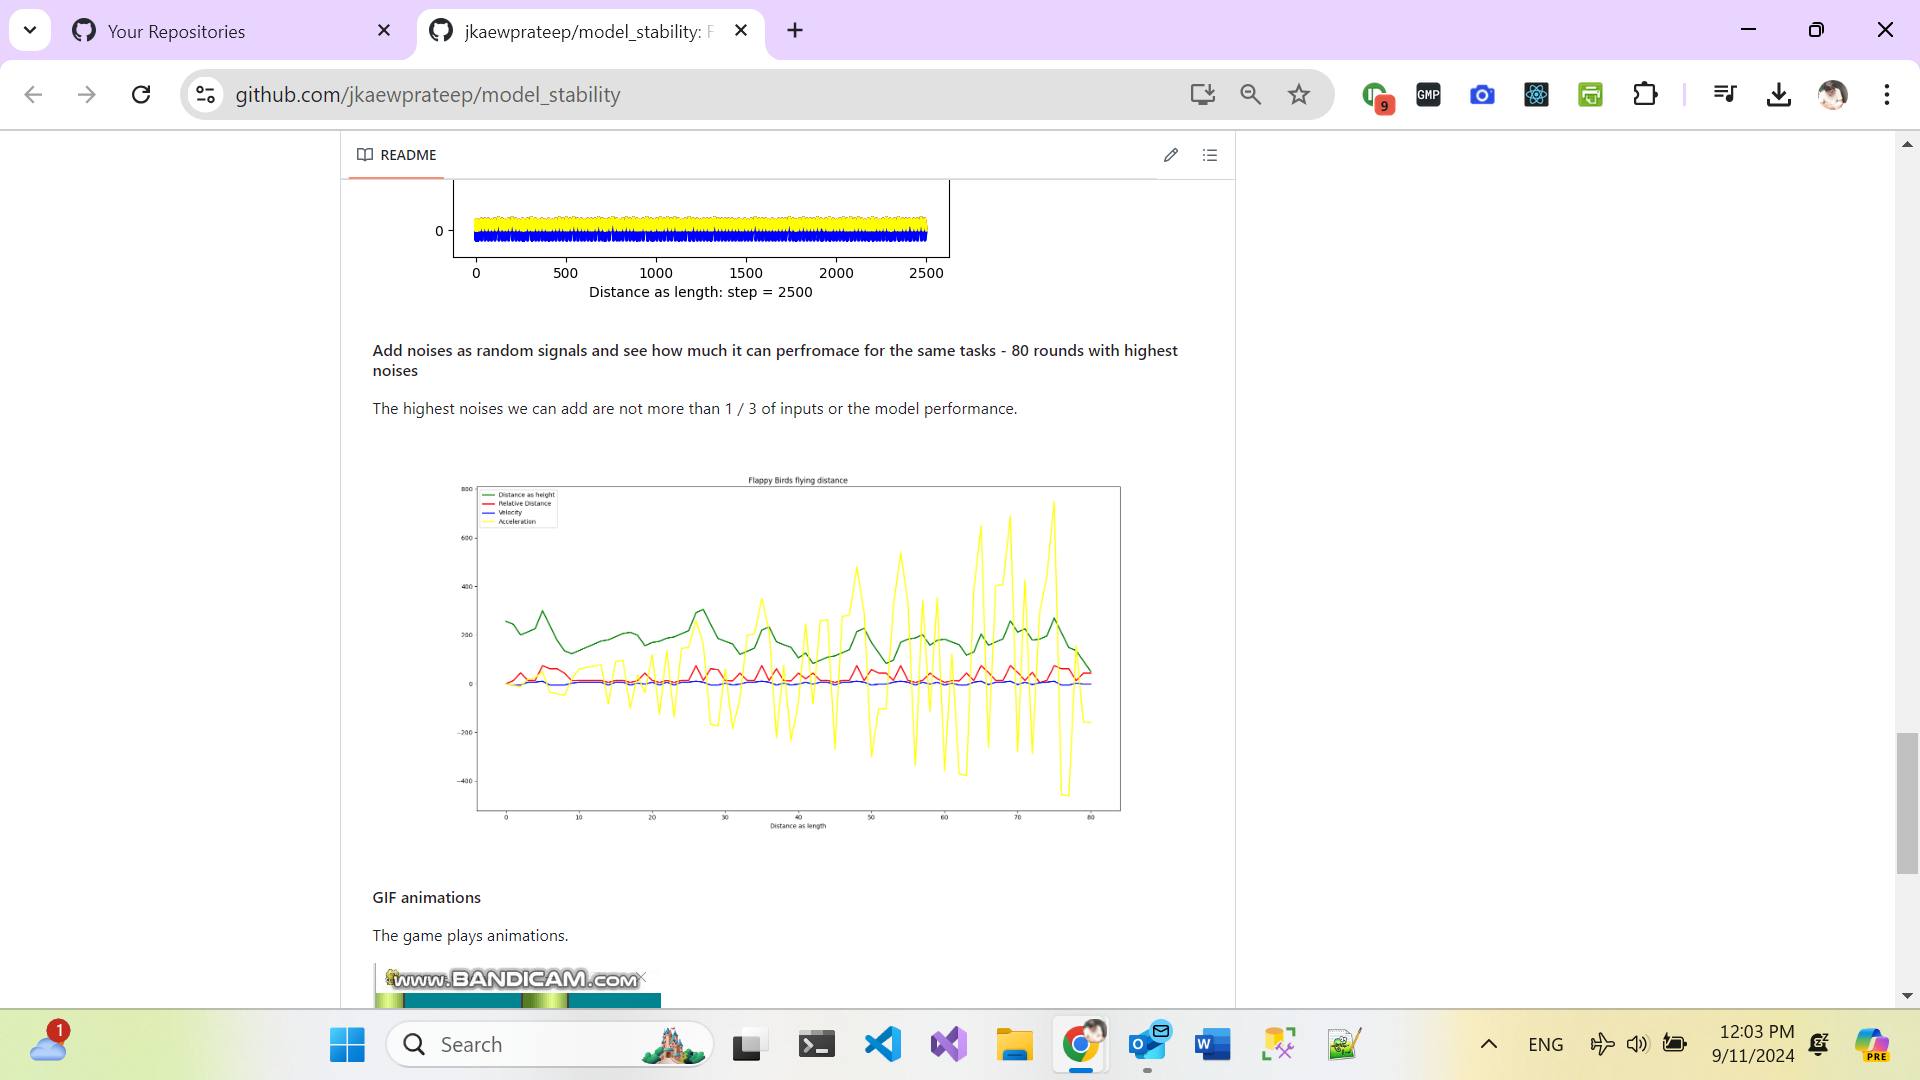 Your Repositories
jkaewprateep/model_stability: F
github.com/jkaewprateep/model_stability
9
GMP
README
0
0 500 1000 1500 2000 2500
Distance as length: step = 2500
Add noises as random signals and see how much it can perfromace for the same tasks - 80 rounds with highest
noises
The highest noises we can add are not more than 1 / 3 of inputs or the model performance.
Flappy Birds flying distance
Distance as height
Relative Distance
Velocity
Acceleration
800
600
400
200
0
−200
−400
0 10 20 30 40 50 60 70 80
Distance as length
GIF animations
The game plays animations.
www.BANDICAM.com
1
Search
ENG
12:03 PM
9/11/2024
PRE